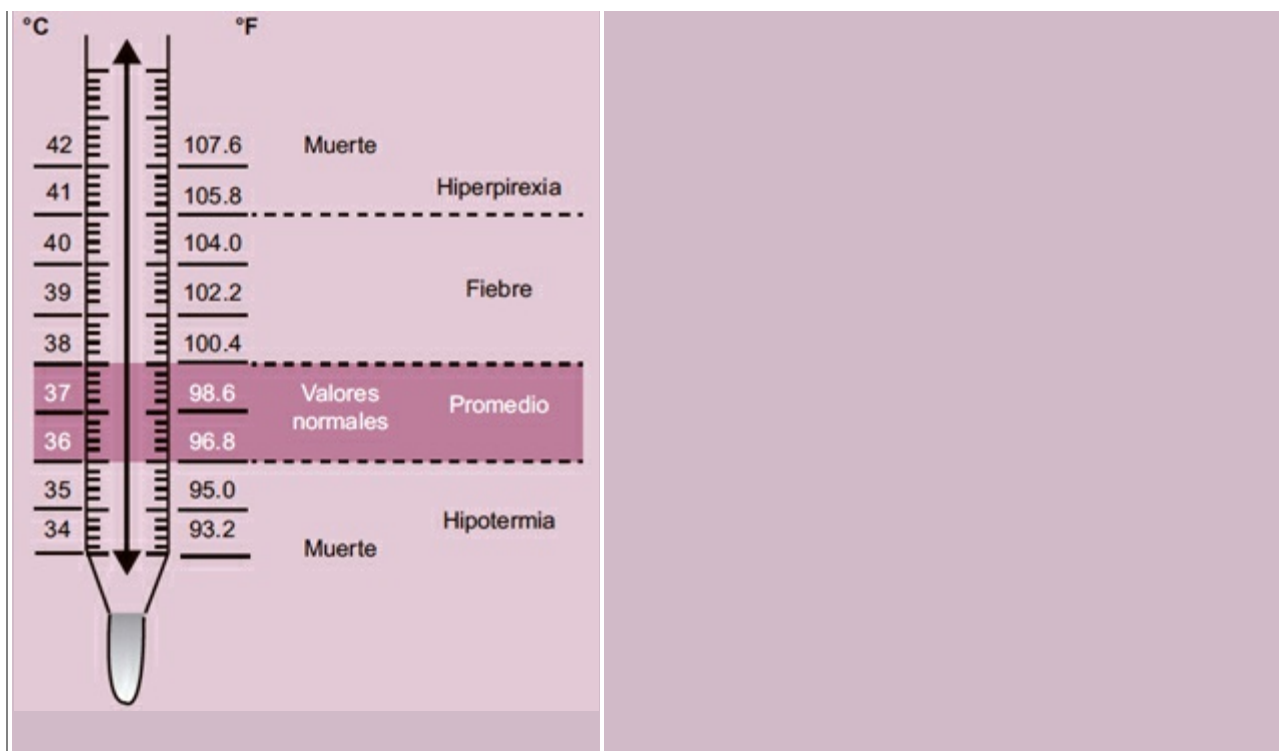 °C °F
42 107.6 Muerte
41 105.8 Hiperpirexia
40 104.0
39 102.2 Fiebre
38 100.4
37 98.6 Valores normales Promedio
36 96.8
35 95.0
34 93.2 Hipotermia
Muerte